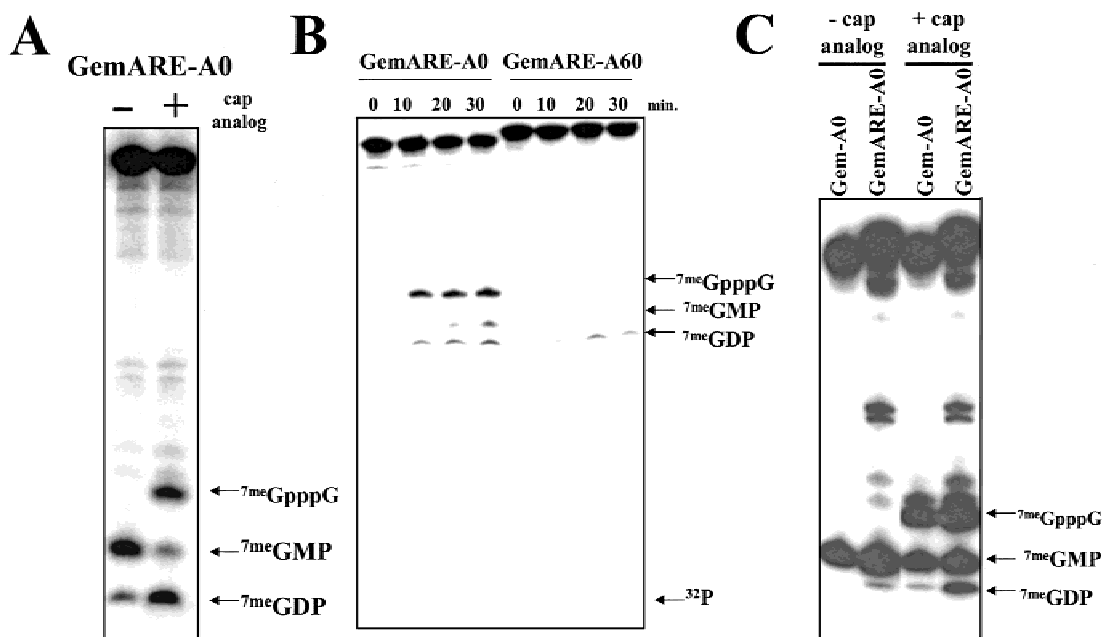 A
GemARE-A0
– + cap analog
7meGpppG
7meGMP
7meGDP
B
GemARE-A0 GemARE-A60
0 10 20 30 0 10 20 30 min.
7meGpppG
7meGMP
7meGDP
32P
C
- cap analog + cap analog
Gem-A0 GemARE-A0 Gem-A0 GemARE-A0
7meGpppG
7meGMP
7meGDP